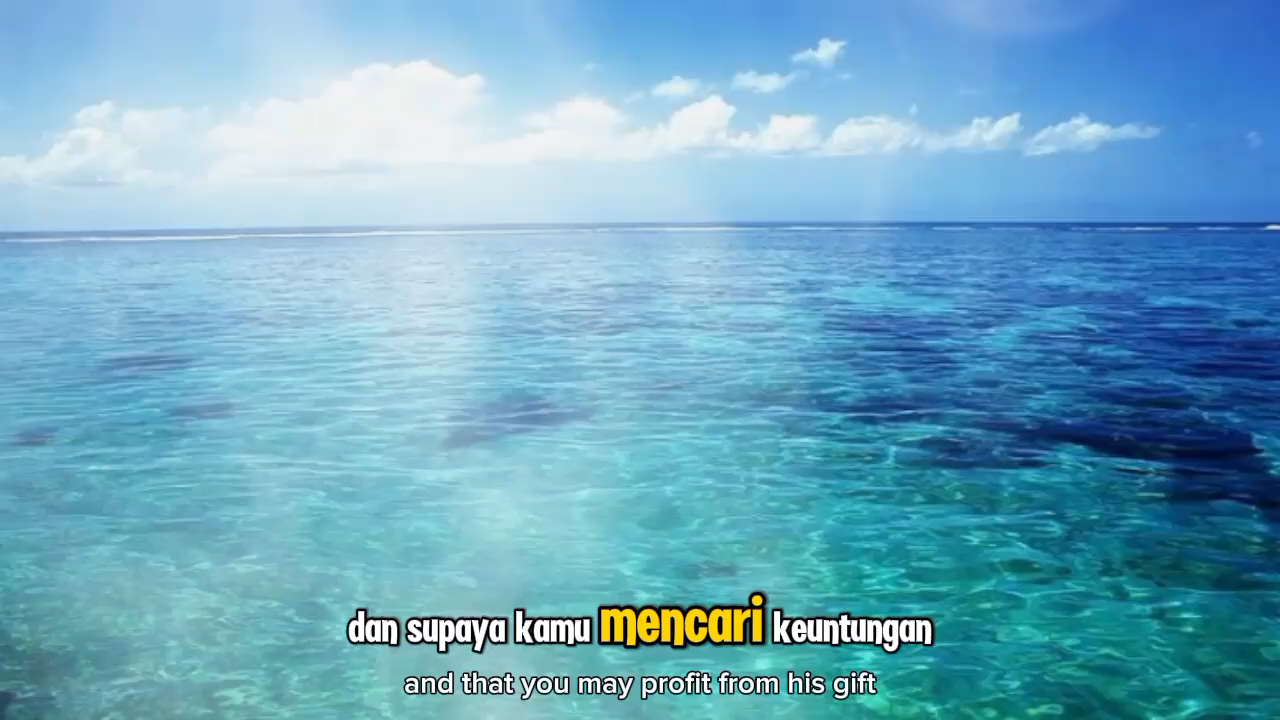 dan supaya kamu mencari keuntungan
and that you may profit from his gift